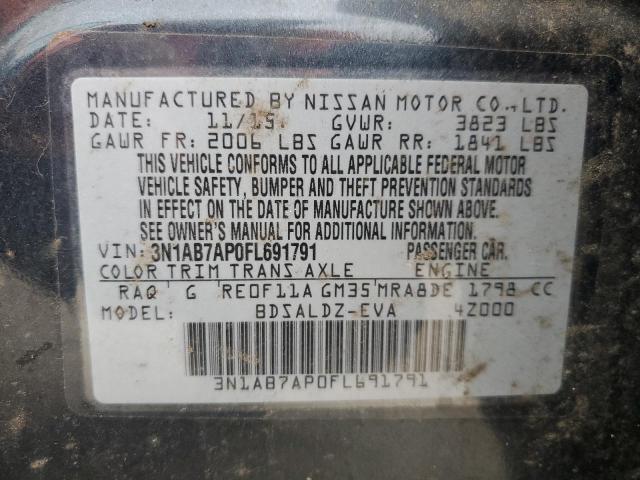 MANUFACTURED BY NISSAN MOTOR CO., LTD.
DATE: 11/15 GVWR: 3823 LBS
GAWR FR: 2006 LBS GAWR RR: 1841 LBS
THIS VEHICLE CONFORMS TO ALL APPLICABLE FEDERAL MOTOR
VEHICLE SAFETY, BUMPER AND THEFT PREVENTION STANDARDS
IN EFFECT ON THE DATE OF MANUFACTURE SHOWN ABOVE.
SEE OWNER'S MANUAL FOR ADDITIONAL INFORMATION.
VIN: 3N1AB7AP0FL691791 PASSENGER CAR.
COLOR TRIM TRANS AXLE ENGINE
RAQ G RE0F11A GM35 MRA8DE 1798 CC
MODEL: BDSALDZ-EVA 4Z000
3N1AB7AP0FL691791